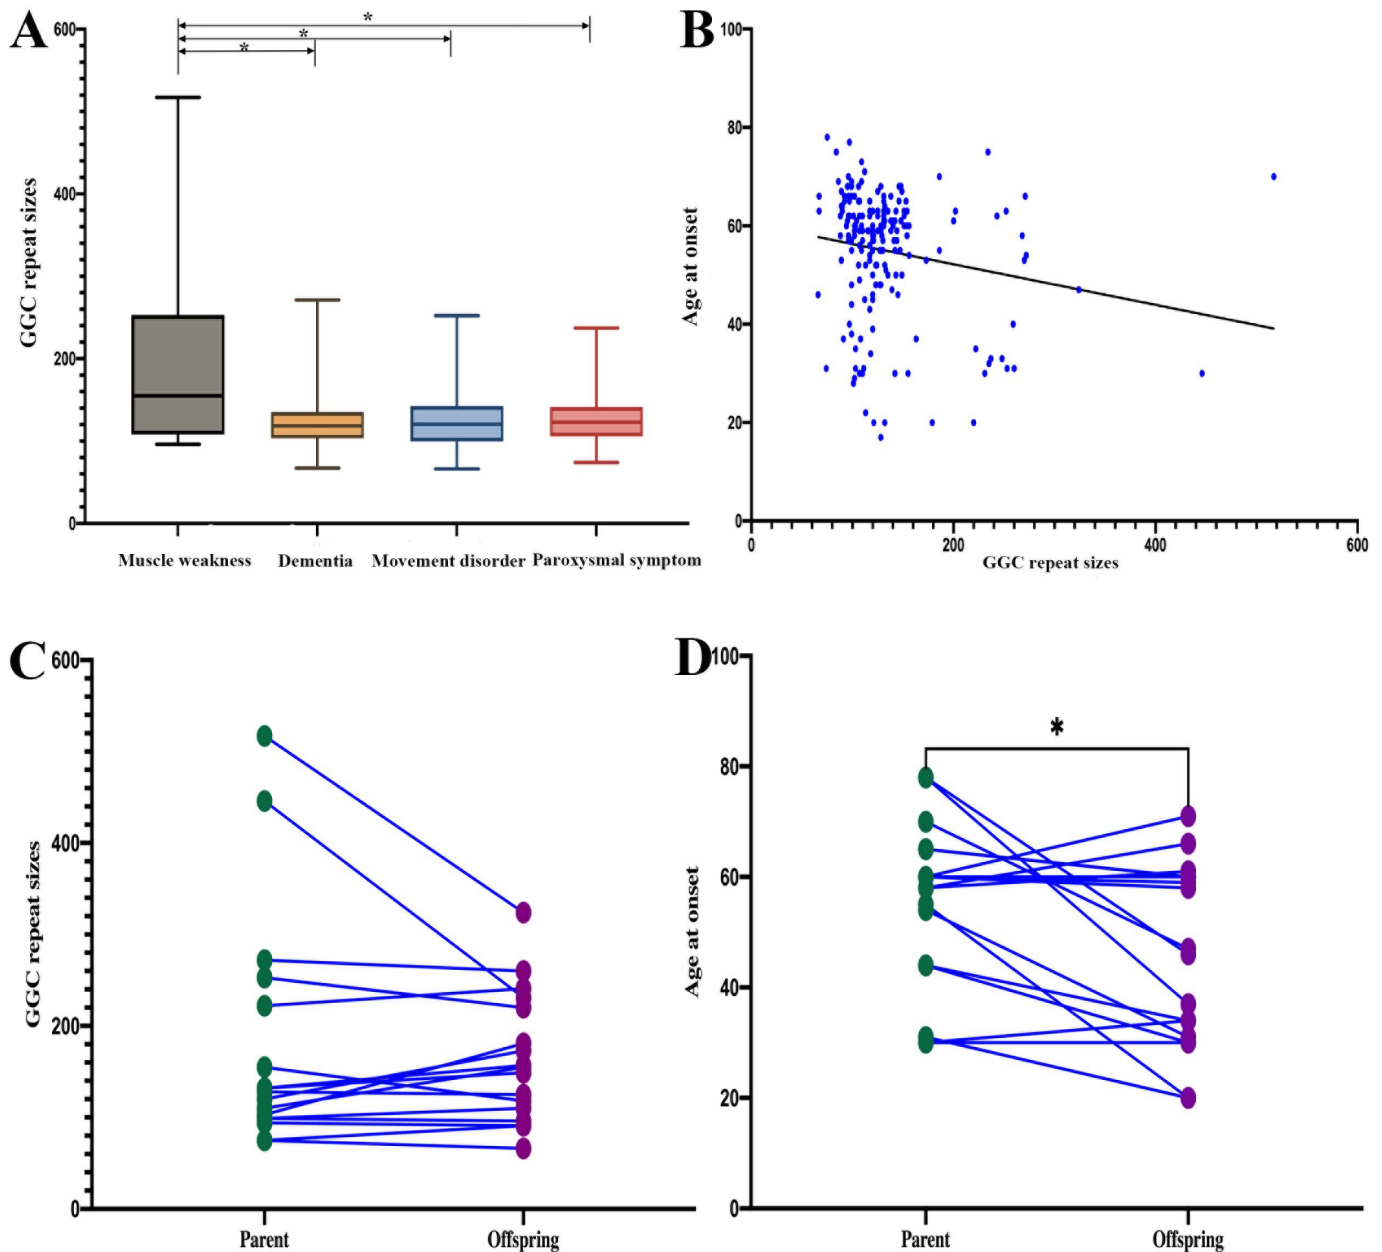 A
600
400
200
0
GGC repeat sizes
* * *
Muscle weakness Dementia Movement disorder Paroxysmal symptom
B
100
80
60
40
20
0
Age at onset
0 200 400 600
GGC repeat sizes
C
600
400
200
0
GGC repeat sizes
Parent Offspring
D
100
80
60
40
20
0
Age at onset
*
Parent Offspring